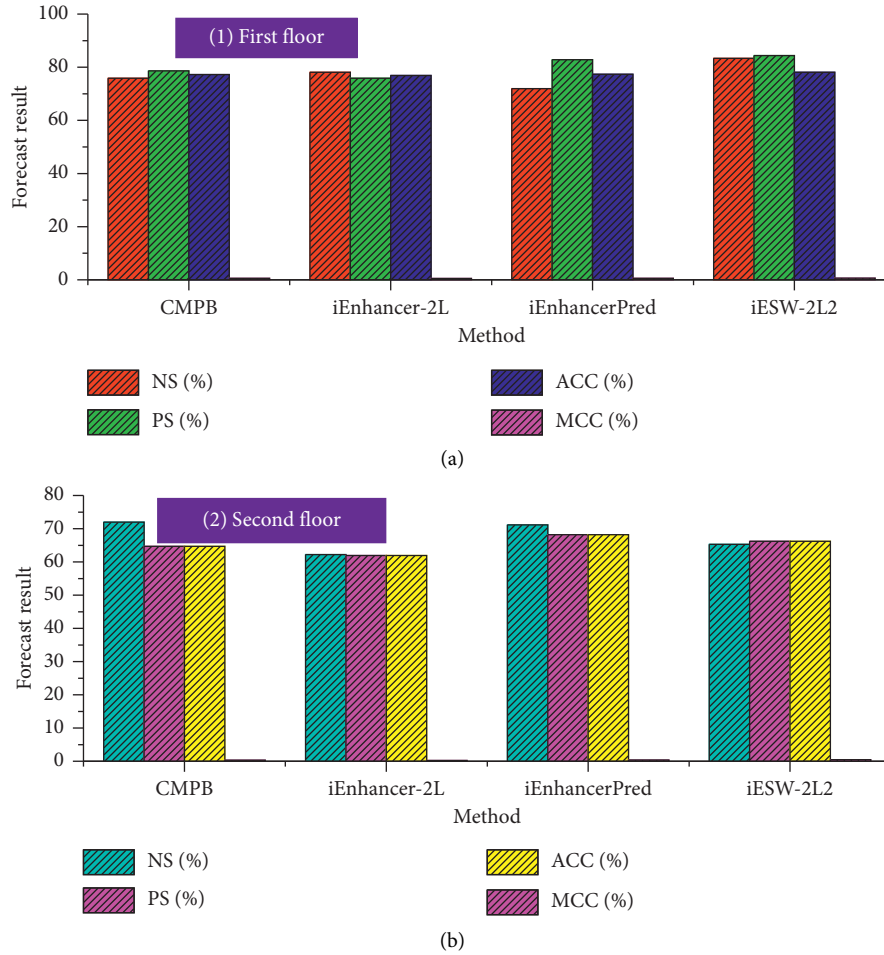 100
(1) First floor
80
60
40
20
0
Forecast result
CMPB iEnhancer-2L iEnhancerPred iESW-2L2
Method
NS (%) ACC (%)
PS (%) MCC (%)
(a)
80
(2) Second floor
70
60
50
40
30
20
10
0
Forecast result
CMPB iEnhancer-2L iEnhancerPred iESW-2L2
Method
NS (%) ACC (%)
PS (%) MCC (%)
(b)